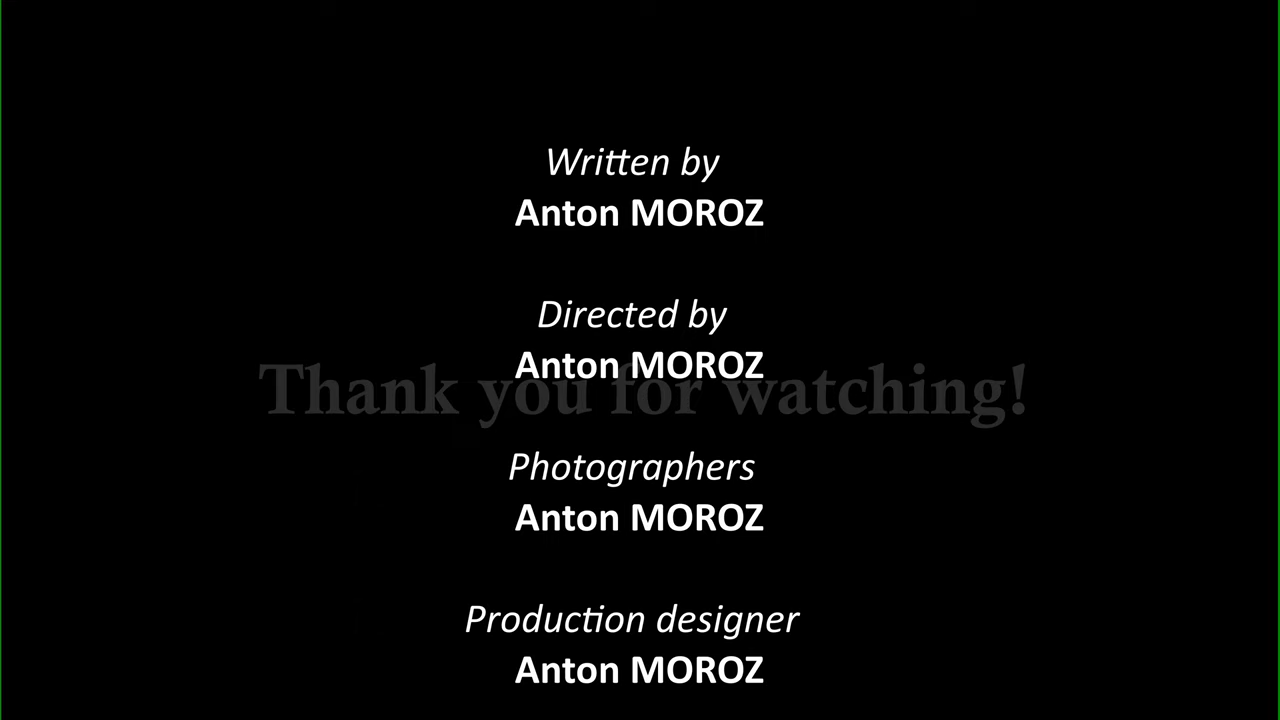 Written by
Anton MOROZ
Directed by
Anton MOROZ
Thank you for watching!
Photographers
Anton MOROZ
Production designer
Anton MOROZ